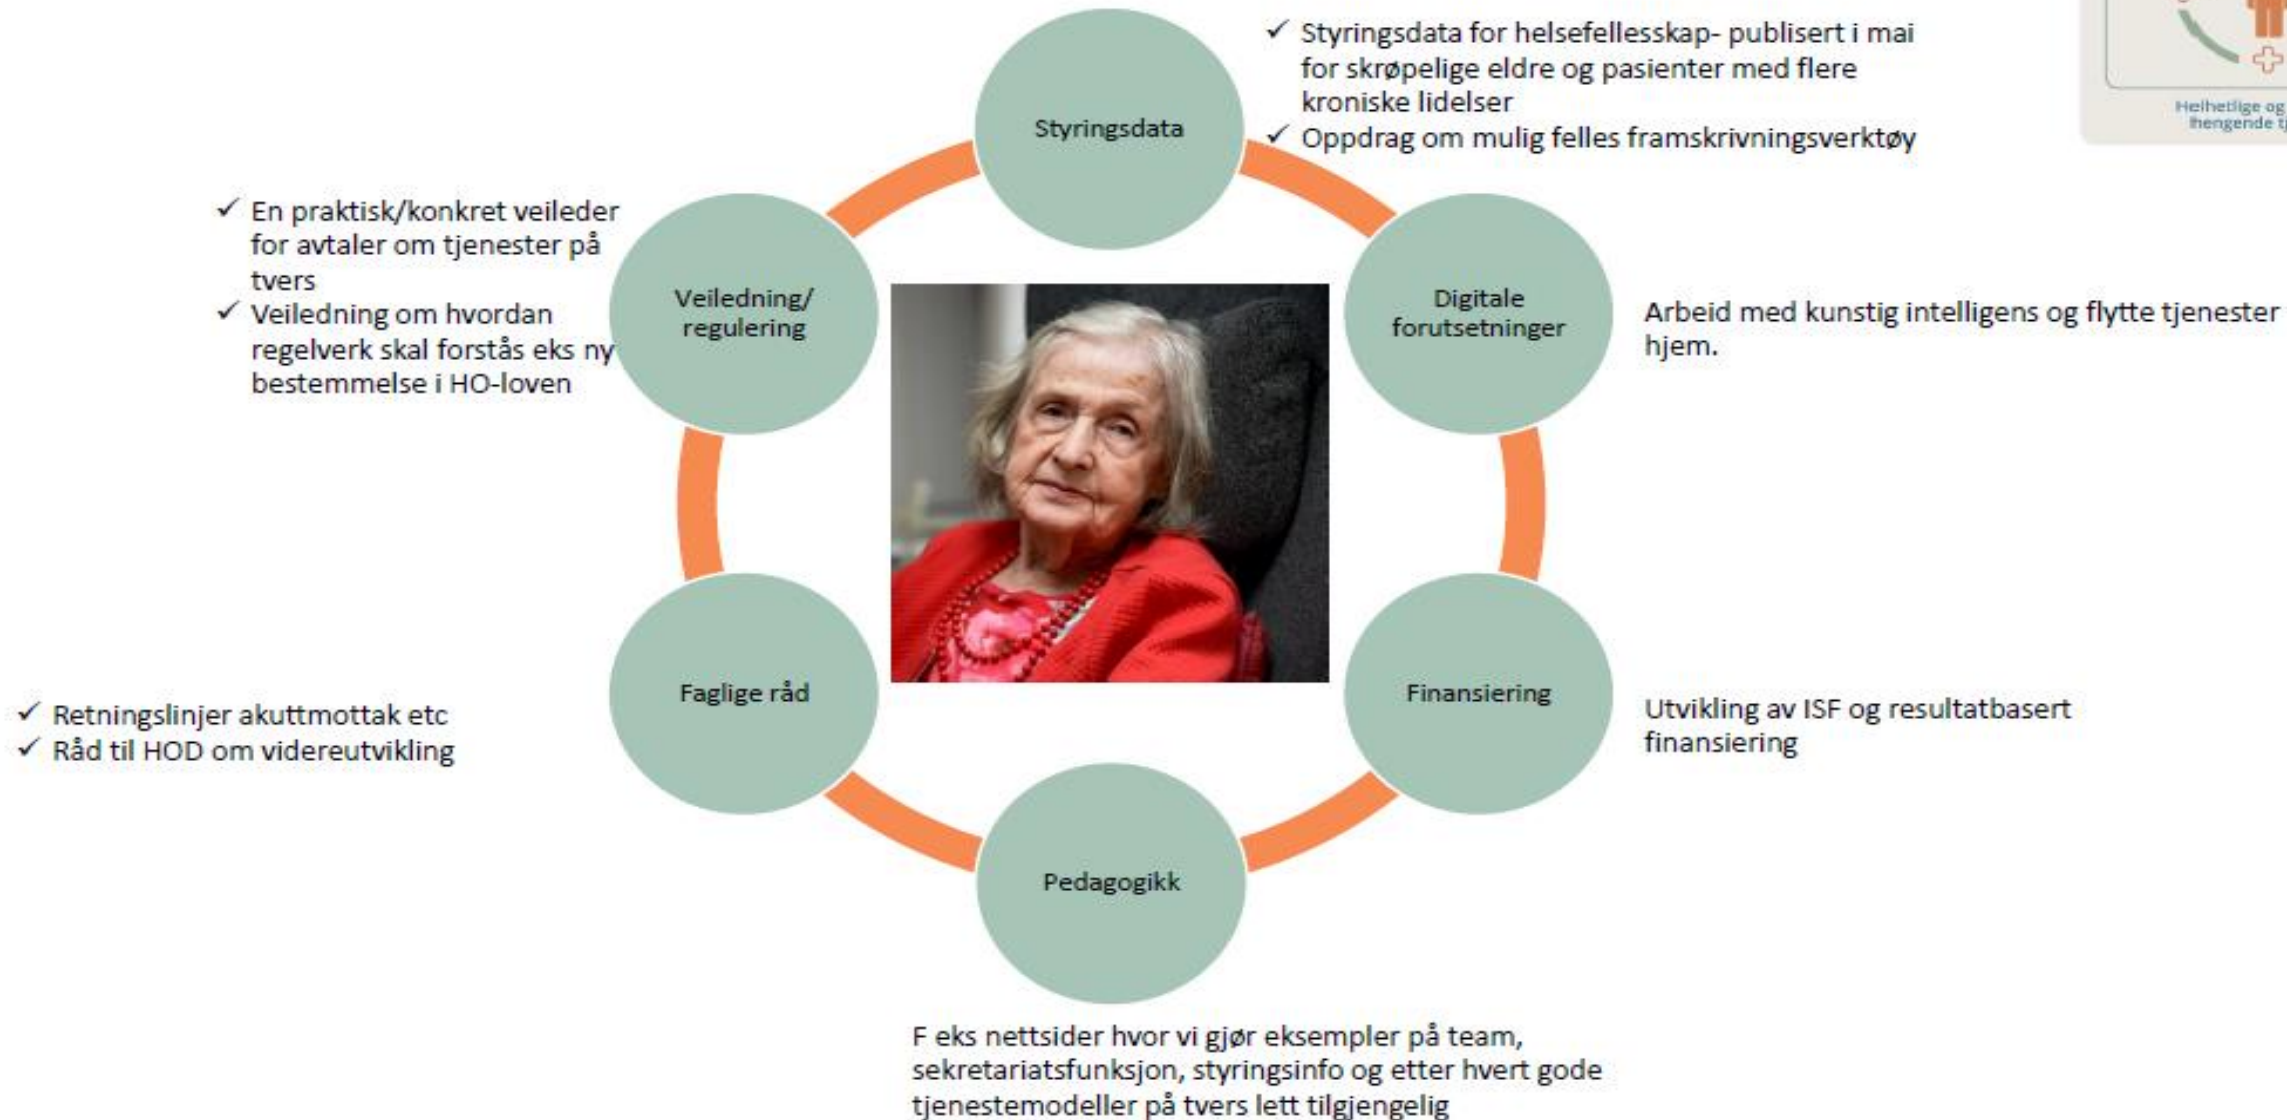 ✓ Styringsdata for helsefellesskap- publisert i mai
for skrøpelige eldre og pasienter med flere
kroniske lidelser
✓ Oppdrag om mulig felles framskrivningsverktøy
Helhetlige og
hengende
Styringsdata
✓ En praktisk/konkret veileder
for avtaler om tjenester på
tvers
✓ Veiledning om hvordan
regelverk skal forstås eks ny
bestemmelse i HO-loven
Veiledning/
regulering
Digitale
forutsetninger
Arbeid med kunstig intelligens og flytte tjenester
hjem.
✓ Retningslinjer akuttmottak etc
✓ Råd til HOD om videreutvikling
Faglige råd
Finansiering
Utvikling av ISF og resultatbasert
finansiering
Pedagogikk
F eks nettsider hvor vi gjør eksempler på team,
sekretariatsfunksjon, styringsinfo og etter hvert gode
tjenestemodeller på tvers lett tilgjengelig